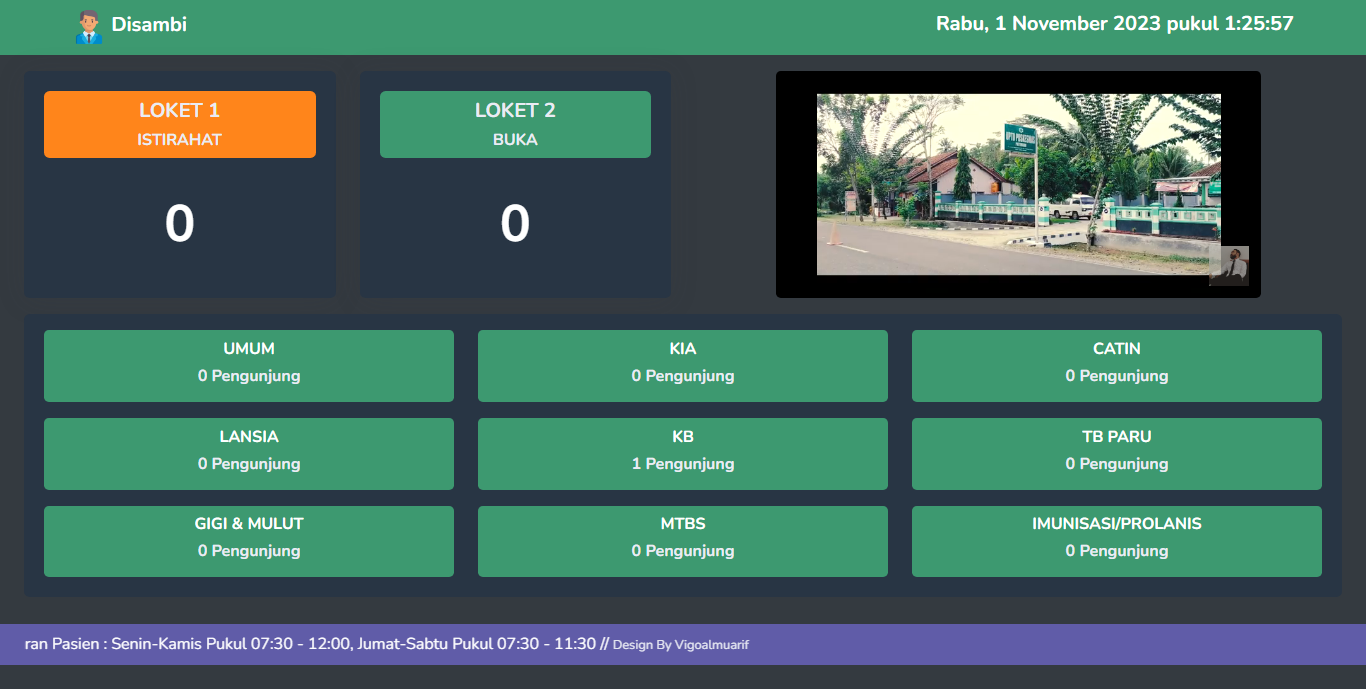 Disambi
Rabu, 1 November 2023 pukul 1:25:57
LOKET 1
ISTIRAHAT
0
LOKET 2
BUKA
0
UMUM
0 Pengunjung
KIA
0 Pengunjung
CATIN
0 Pengunjung
LANSIA
0 Pengunjung
KB
1 Pengunjung
TB PARU
0 Pengunjung
GIGI & MULUT
0 Pengunjung
MTBS
0 Pengunjung
IMUNISASI/PROLANIS
0 Pengunjung
ran Pasien : Senin-Kamis Pukul 07:30 - 12:00, Jumat-Sabtu Pukul 07:30 - 11:30 // Design By Vigoalmuarif